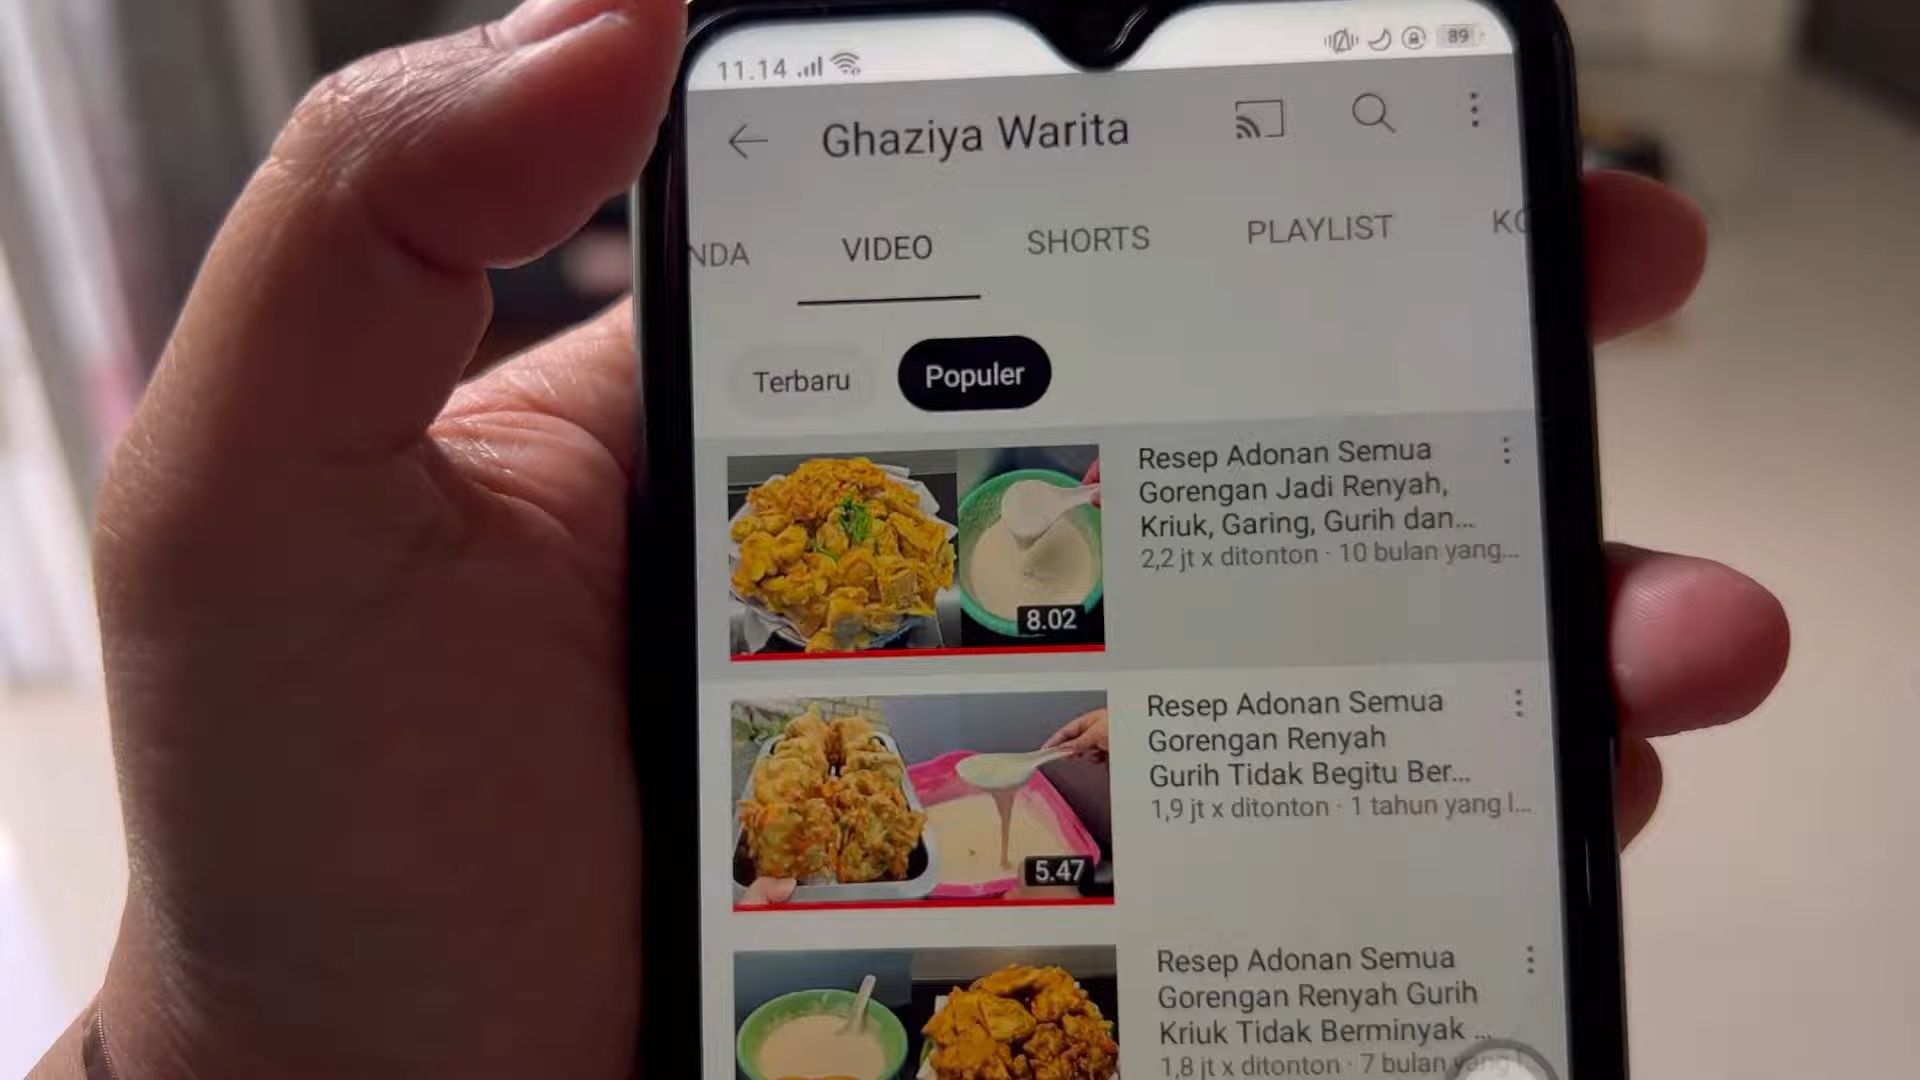 11.14
89
Ghaziya Warita
NDA VIDEO SHORTS PLAYLIST KO
Terbaru Populer
Resep Adonan Semua
Gorengan Jadi Renyah,
Kriuk, Garing, Gurih dan...
2,2 jt x ditonton · 10 bulan yang...
8.02
Resep Adonan Semua
Gorengan Renyah
Gurih Tidak Begitu Ber...
1,9 jt x ditonton · 1 tahun yang l...
5.47
Resep Adonan Semua
Gorengan Renyah Gurih
Kriuk Tidak Berminyak ...
1,8 jt x ditonton · 7 bulan yang l